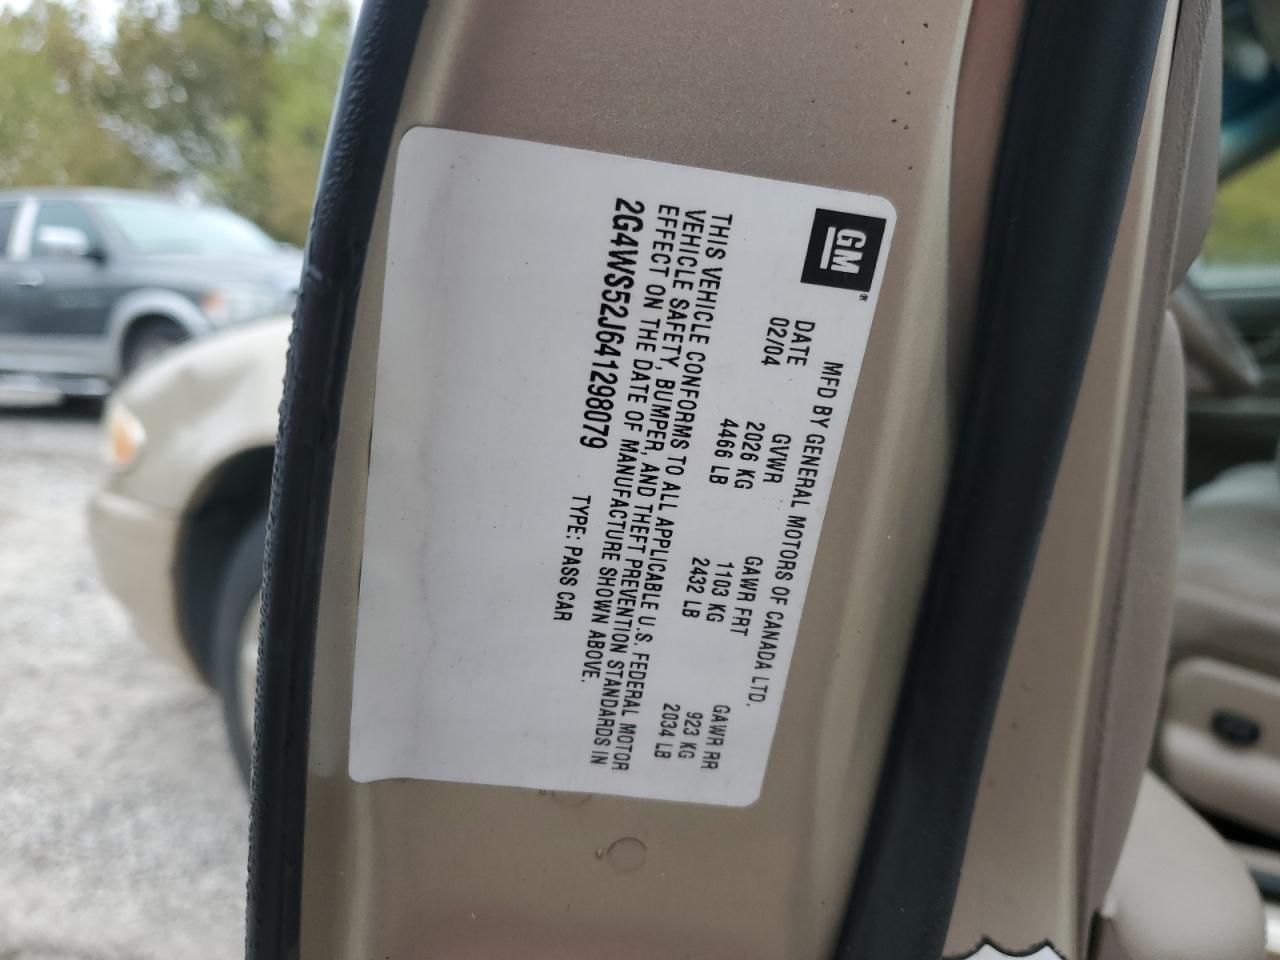 GM®
MFD BY GENERAL MOTORS OF CANADA LTD.
DATE GVWR GAWR FRT GAWR RR
02/04 2026 KG 1103 KG 923 KG
4466 LB 2432 LB 2034 LB
THIS VEHICLE CONFORMS TO ALL APPLICABLE U.S. FEDERAL MOTOR
VEHICLE SAFETY, BUMPER, AND THEFT PREVENTION STANDARDS IN
EFFECT ON THE DATE OF MANUFACTURE SHOWN ABOVE.
2G4WS52J641298079 TYPE: PASS CAR